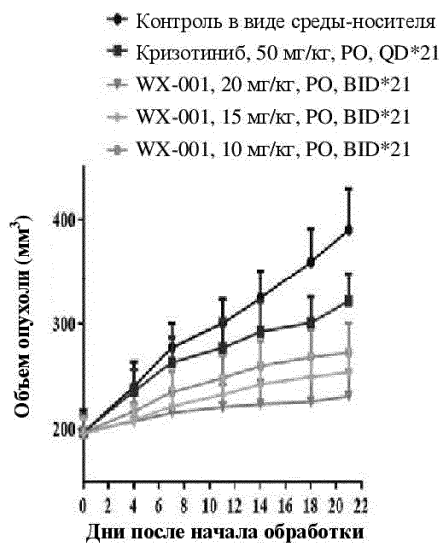 Контроль в виде среды-носителя
Кризотиниб, 50 мг/кг, PO, QD*21
WX-001, 20 мг/кг, PO, BID*21
WX-001, 15 мг/кг, PO, BID*21
WX-001, 10 мг/кг, PO, BID*21
Объем опухоли (мм³)
400
300
200
0 2 4 6 8 10 12 14 16 18 20 22
Дни после начала обработки